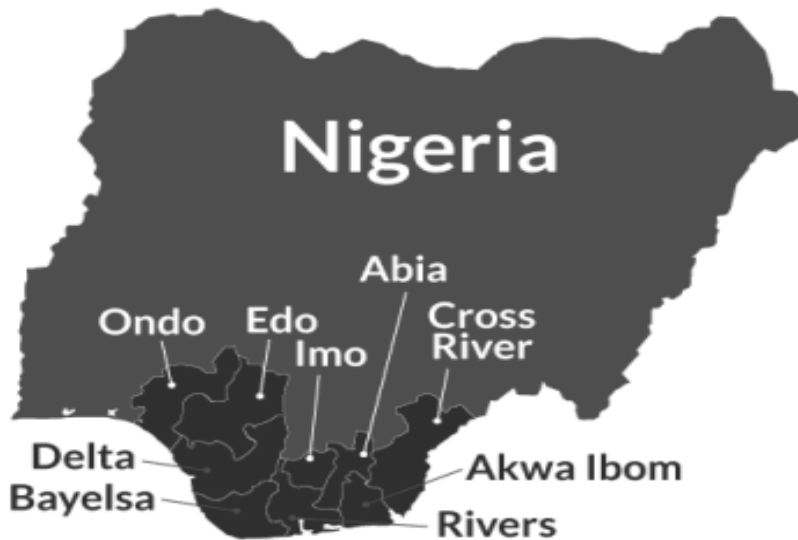 Nigeria
Abia
Ondo
Edo
Cross
River
Imo
Delta
Akwa Ibom
Bayelsa
Rivers